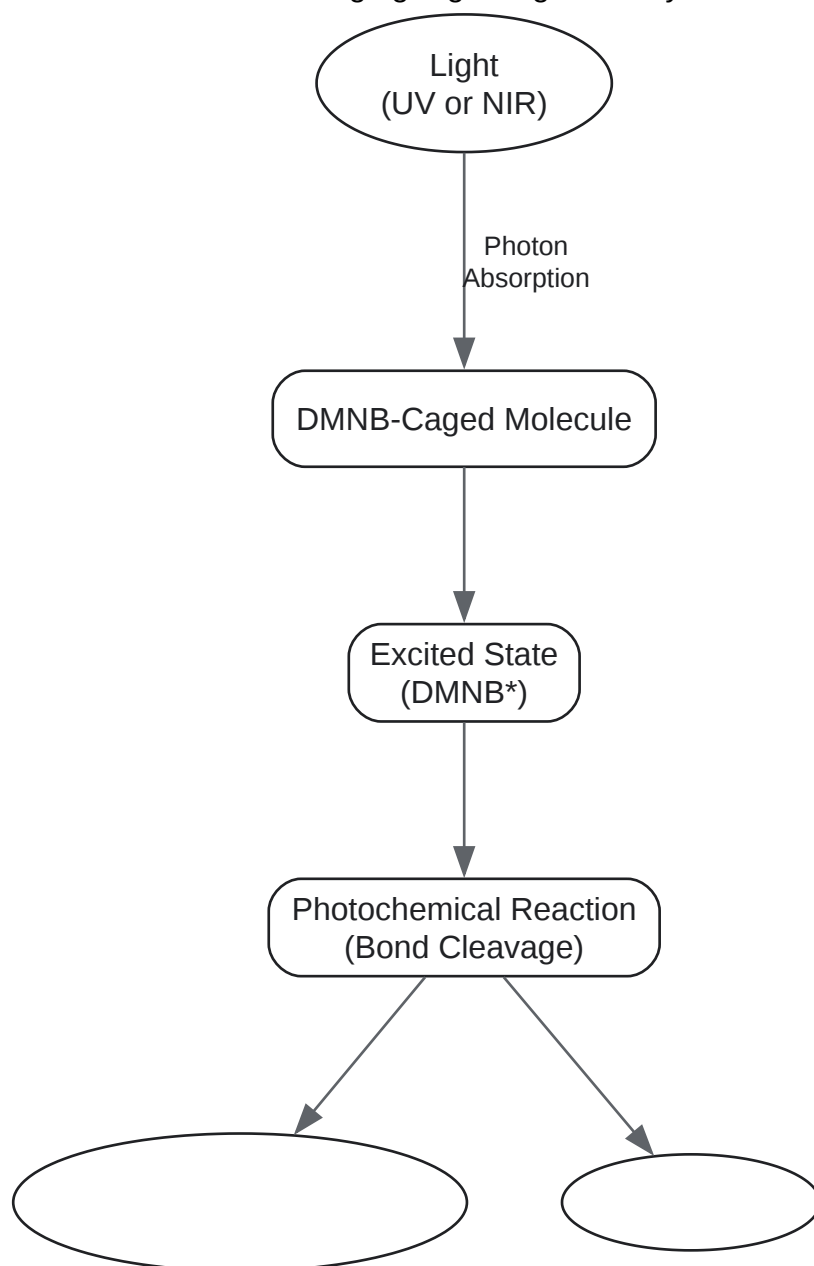 Light
(UV or NIR)
Photon
Absorption
DMNB-Caged Molecule
Excited State
(DMNB*)
Photochemical Reaction
(Bond Cleavage)